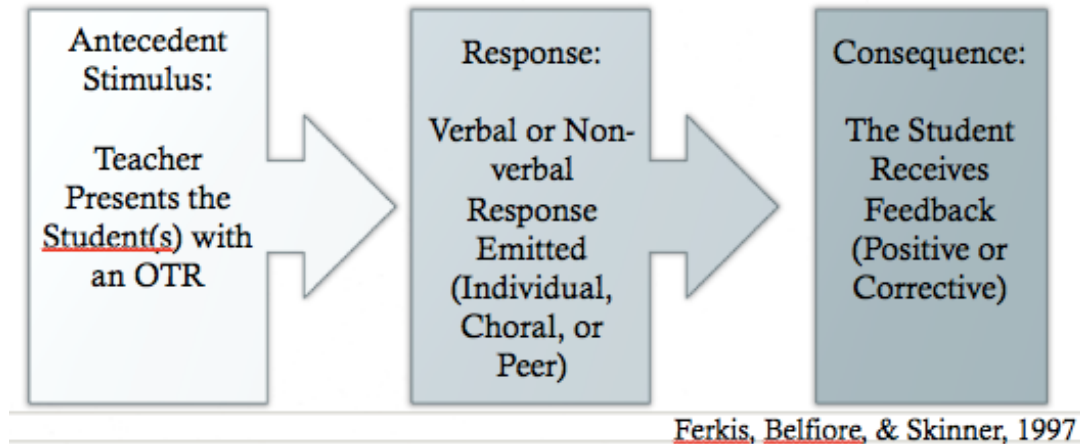 Antecedent
Stimulus:
Teacher
Presents the
Student(s) with
an OTR
Response:
Verbal or Non-
verbal
Response
Emitted
(Individual,
Choral, or
Peer)
Consequence:
The Student
Receives
Feedback
(Positive or
Corrective)
Ferkis, Belfiore, & Skinner, 1997